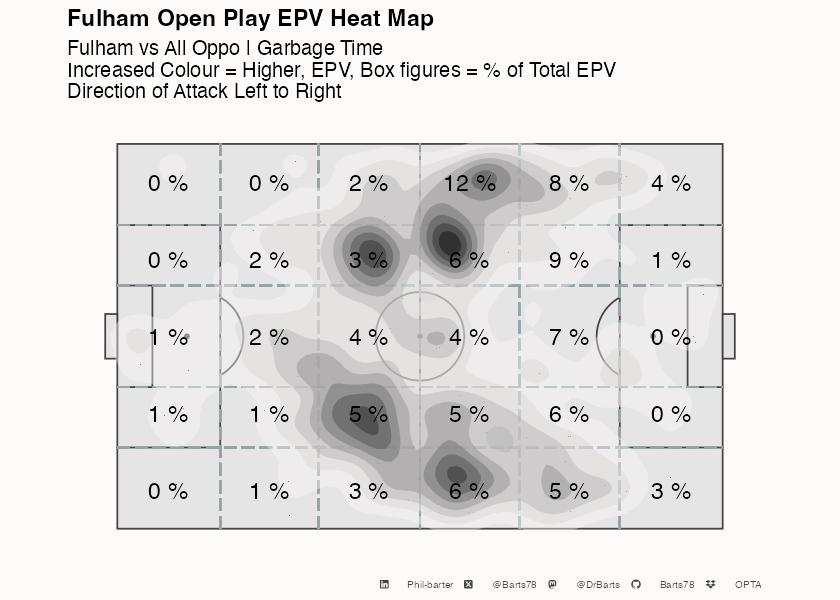 Fulham Open Play EPV Heat Map
Fulham vs All Oppo | Garbage Time
Increased Colour = Higher, EPV, Box figures = % of Total EPV
Direction of Attack Left to Right
0 % 0 % 2 % 12 % 8 % 4 %
0 % 2 % 3 % 6 % 9 % 1 %
1 % 2 % 4 % 4 % 7 % 0 %
1 % 1 % 5 % 5 % 6 % 0 %
0 % 1 % 3 % 6 % 5 % 3 %
Phil-barter @Barts78 @DrBarts Barts78 OPTA